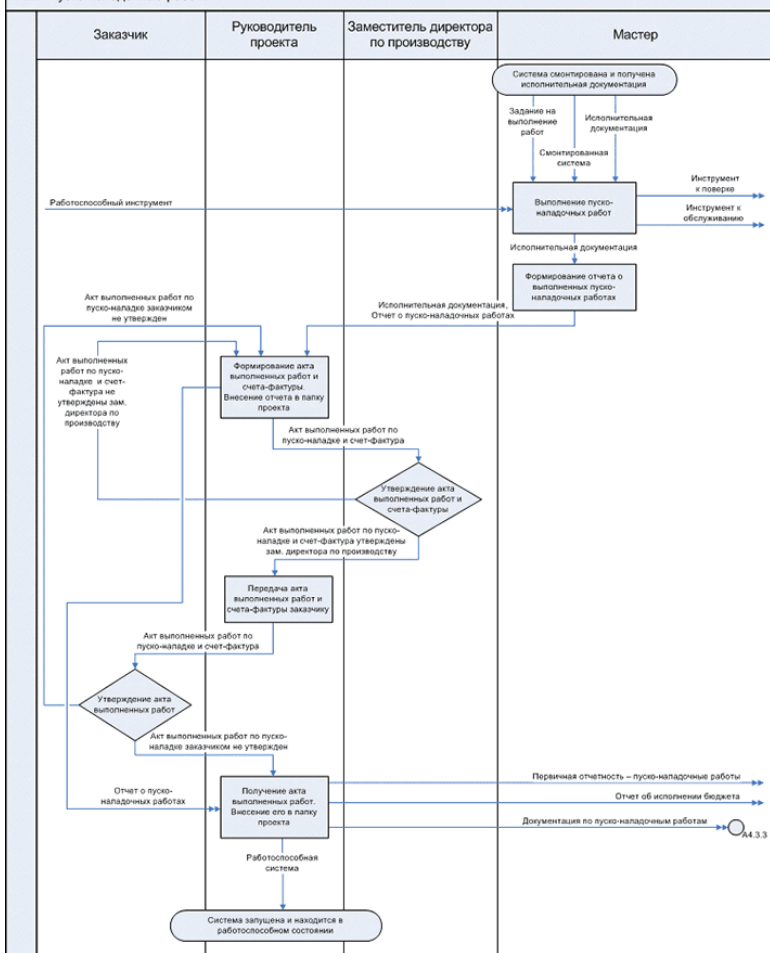 Заказчик
Руководитель
проекта
Заместитель директора
по производству
Мастер
Система смонтирована и получена
исполнительная документация
Задание на
выполнение
работ
Исполнительная
документация
Смонтированная
система
Инструмент
к поверке
Работоспособный инструмент
Выполнение пуско-
наладочных работ
Инструмент к
обслуживанию
Исполнительная документация
Формирование отчета о
выполненных пуско-
наладочных работах
Акт выполненных работ по
пуско-наладке заказчиком
не утвержден
Исполнительная документация,
Отчет о пуско-наладочных работах
Акт выполненных
работ по пуско-
наладке и счет-
фактура не
утверждены зам.
директора по
производству
Формирование акта
выполненных работ и
счета-фактуры.
Внесение отчета в папку
проекта
Акт выполненных работ по
пуско-наладке и счет-фактура
Утверждение акта
выполненных работ и
счета-фактуры
Акт выполненных работ по пуско-
наладке и счет-фактура утверждены
зам. директора по производству
Передача акта
выполненных работ и
счета-фактуры заказчику
Акт выполненных работ по
пуско-наладке и счет-фактура
Утверждение акта
выполненных работ
Акт выполненных работ по пуско-
наладке заказчиком не утвержден
Отчет о пуско-
наладочных работах
Получение акта
выполненных работ.
Внесение его в папку
проекта
Первичная отчетность – пуско-наладочные работы
Отчет об исполнении бюджета
Документация по пуско-наладочным работам
А4.3.3
Работоспособная
система
Система запущена и находится в
работоспособном состоянии